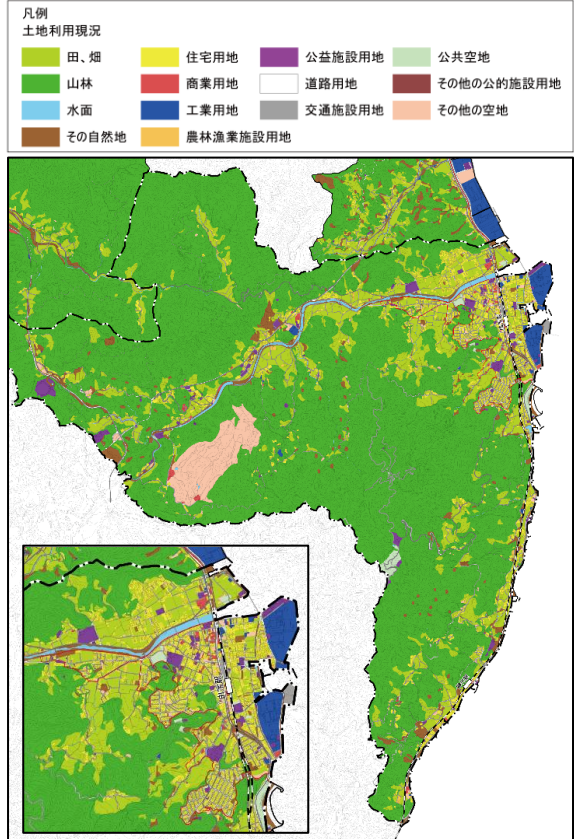 凡例
土地利用現況
田、畑 住宅用地 公益施設用地 公共空地
山林 商業用地 道路用地 その他の公的施設用地
水面 工業用地 交通施設用地 その他の空地
その自然地 農林漁業施設用地